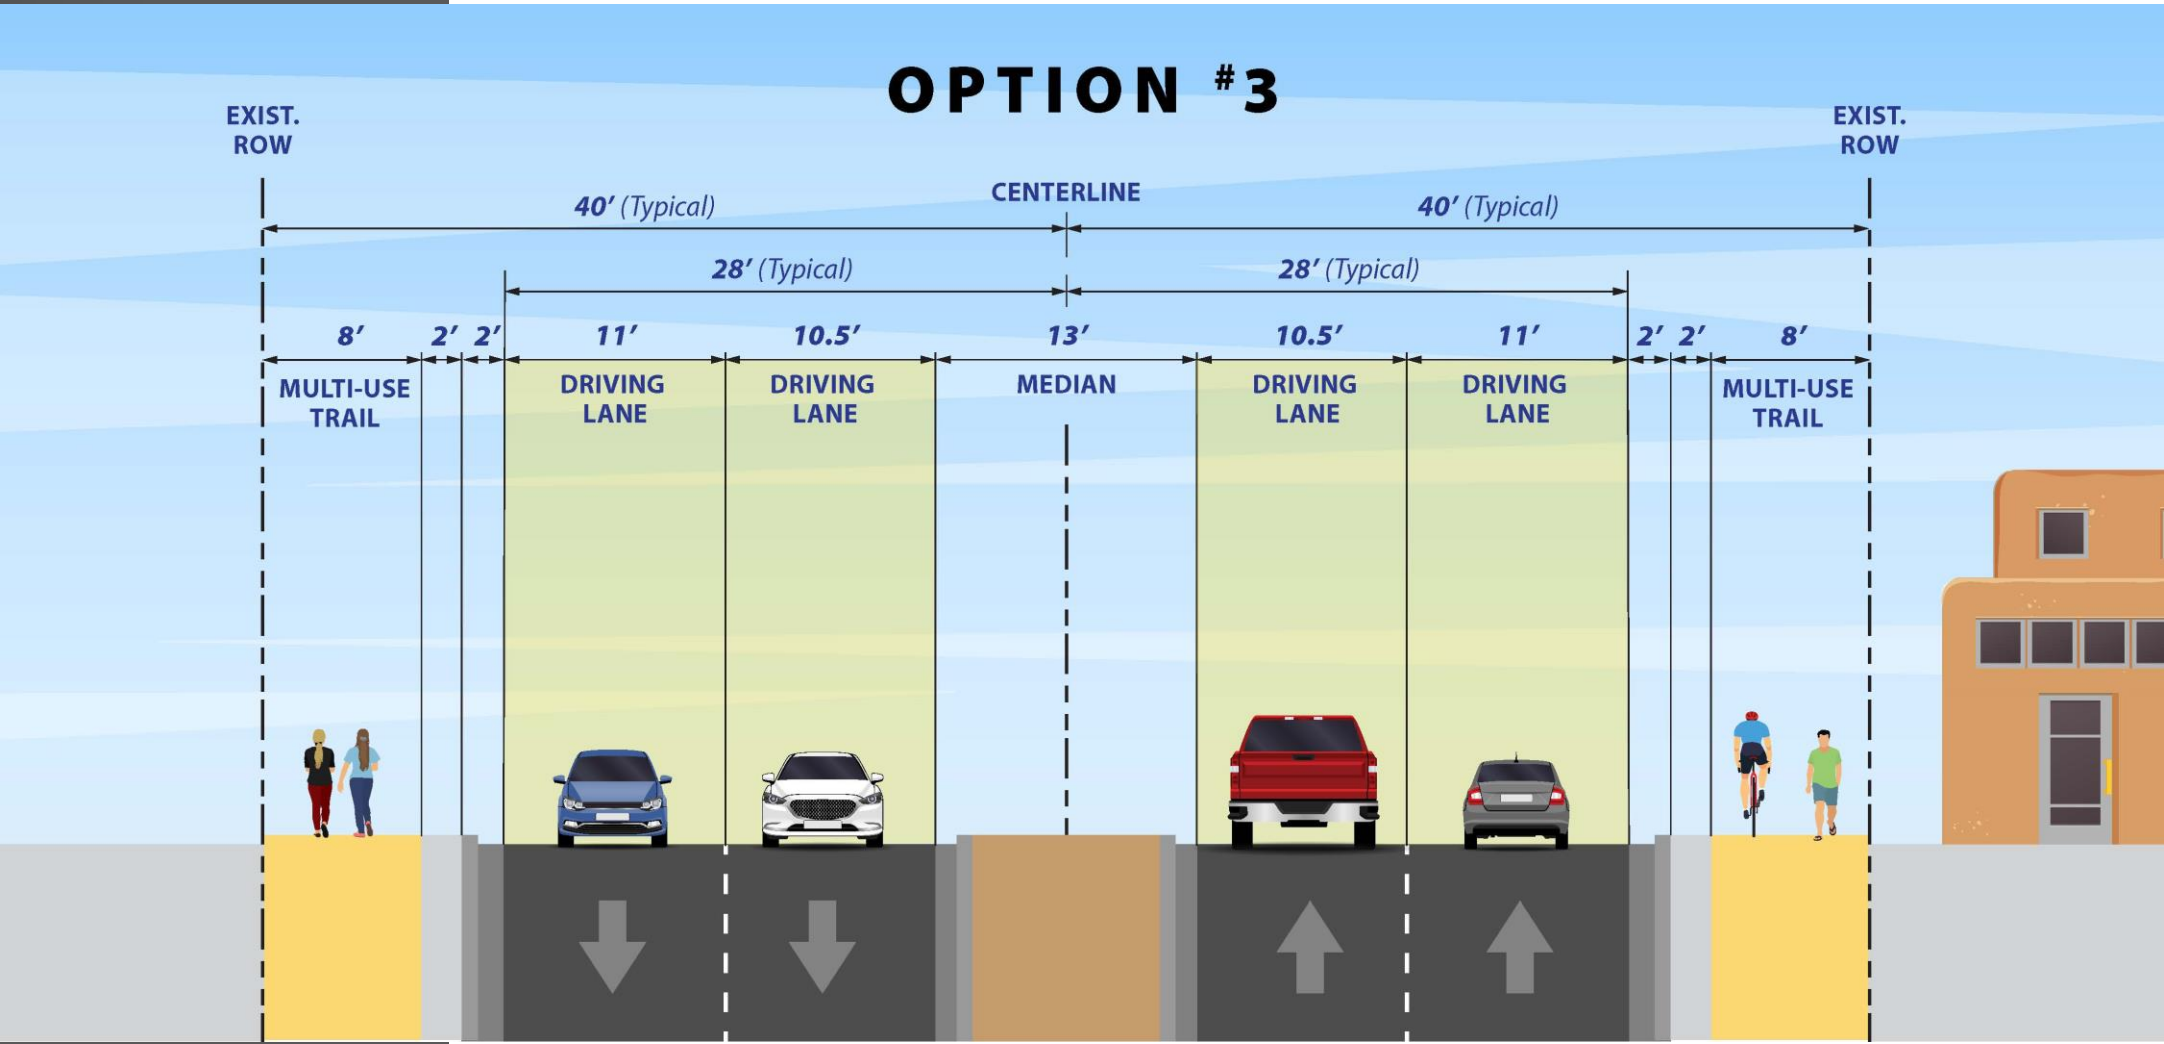 OPTION #3
EXIST.
ROW
EXIST.
ROW
CENTERLINE
40' (Typical)
40' (Typical)
28' (Typical)
28' (Typical)
8'
2'
2'
11'
10.5'
13'
10.5'
11'
2'
2'
8'
MULTI-USE
TRAIL
DRIVING
LANE
DRIVING
LANE
MEDIAN
DRIVING
LANE
DRIVING
LANE
MULTI-USE
TRAIL